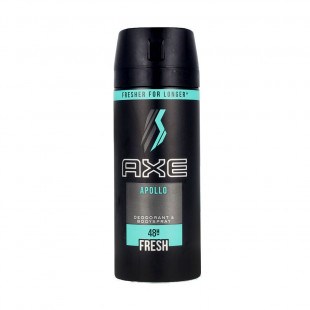 FRESHER FOR LONGER*
AXE
APOLLO
DEODORANT &
BODYSPRAY
48H
FRESH